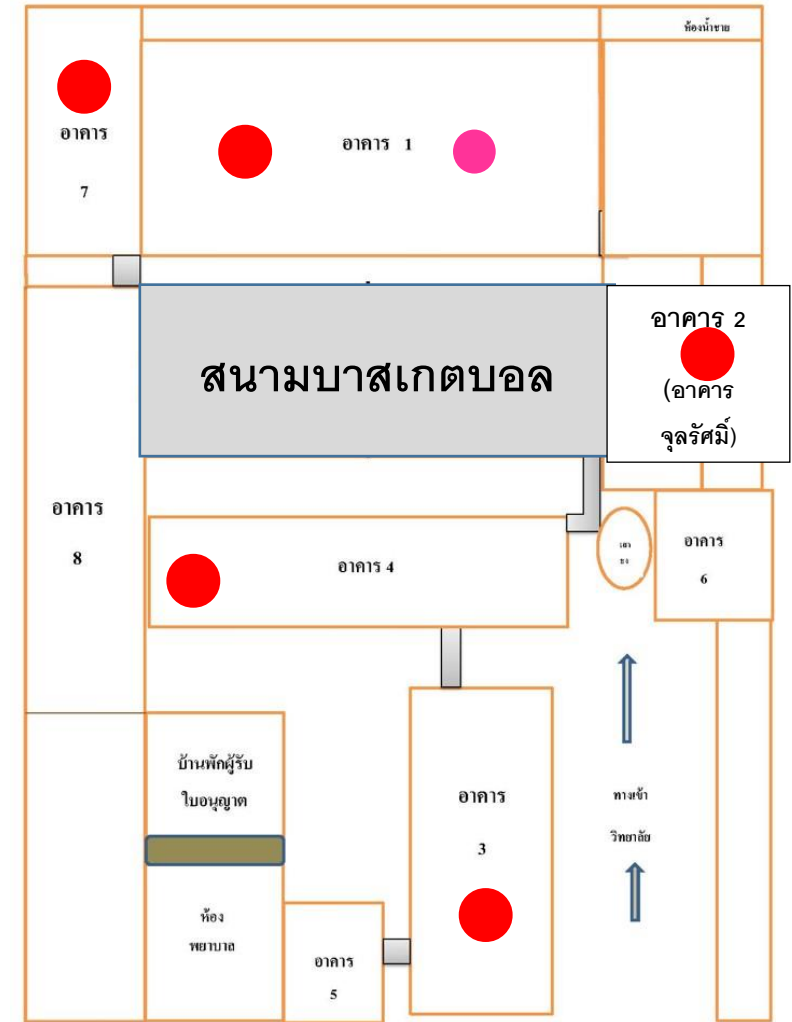 ห้องน้ำชาย
อาคาร
7
อาคาร 1
อาคาร 2
(อาคาร
จุลรัศมิ์)
สนามบาสเกตบอล
อาคาร
8
อาคาร 4
อาคาร
6
บ้านพักผู้รับ
ใบอนุญาต
อาคาร
3
ทางเข้า
วิทยาลัย
ห้อง
พยาบาล
อาคาร
5